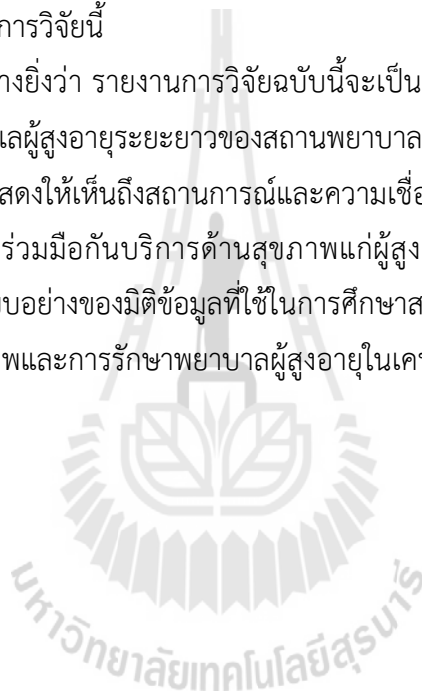 การวิจัยนี้
างยิ่งว่า รายงานการวิจัยฉบับนี้จะเป็น
แลผู้สูงอายุระยะยาวของสถานพยาบาล
สดงให้เห็นถึงสถานการณ์และความเชื่อ
ร่วมมือกันบริการด้านสุขภาพแก่ผู้สูง
บบอย่างของมิติข้อมูลที่ใช้ในการศึกษาส
าพและการรักษาพยาบาลผู้สูงอายุในเค
มหาวิทยาลัยเทคโนโลยีสุรนารี